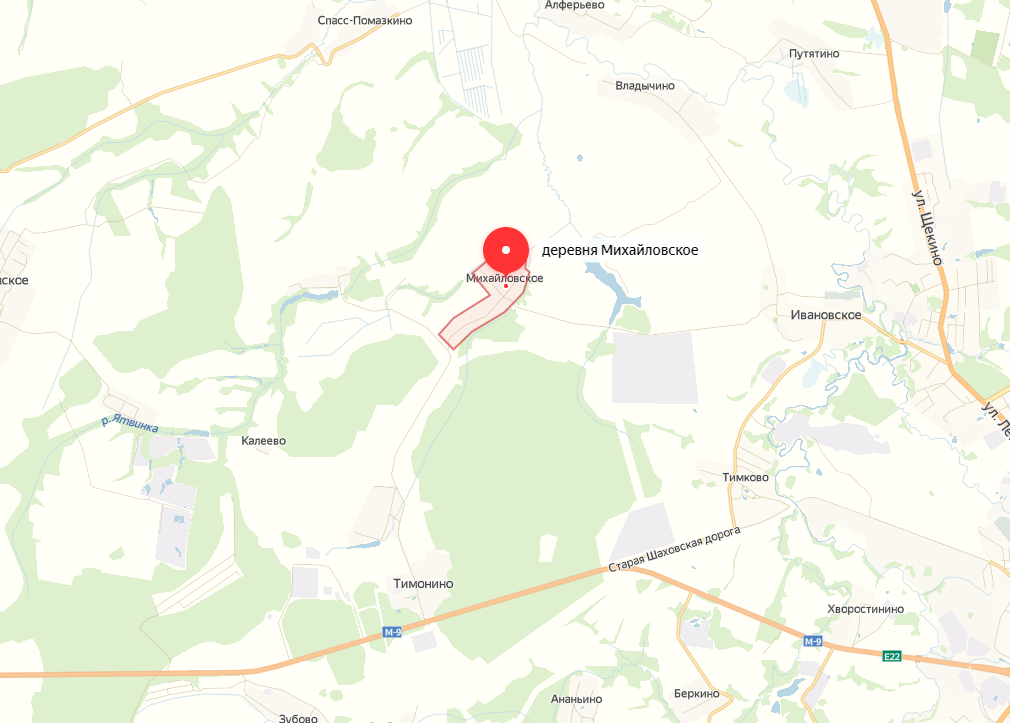 Алферьево
Спасс-Помазкино
Путятино
Владычино
ул. Щекино
деревня Михайловское
Михайловское
ское
Ивановское
р. Ятвинка
Калеево
ул. Ле
Тимково
Старая Шаховская дорога
Тимонино
Хворостинино
М-9
М-9
E22
Беркино
Ананьино
Зубово